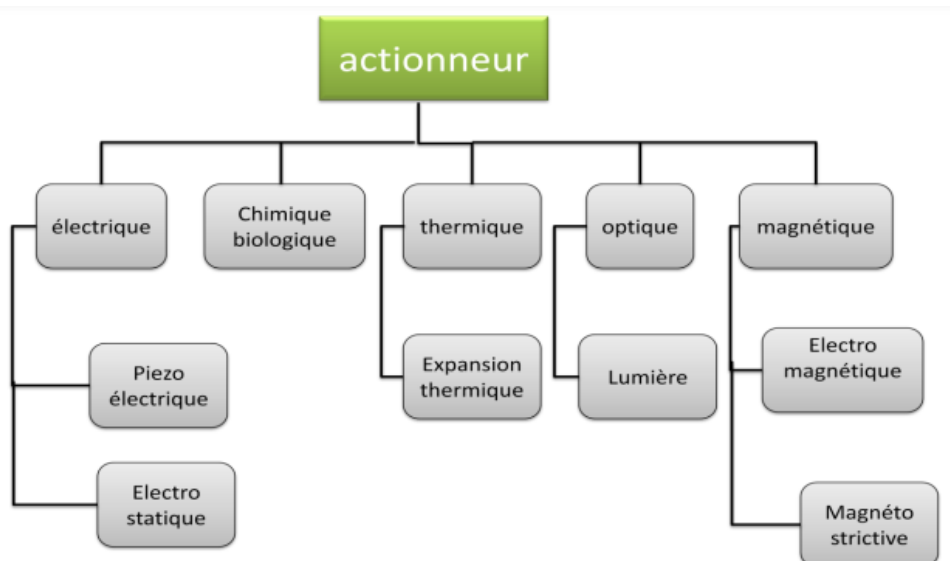 actionneur
électrique
Chimique
biologique
thermique
optique
magnétique
Piezo
électrique
Electro
statique
Expansion
thermique
Lumière
Electro
magnétique
Magnéto
strictive